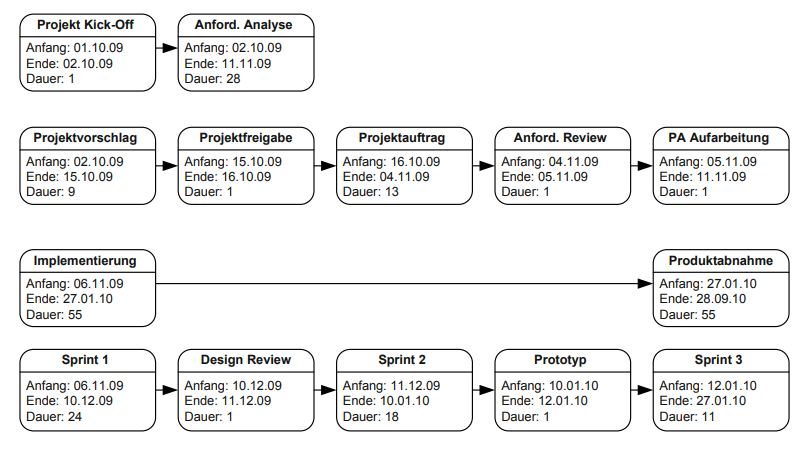 Projekt Kick-Off
Anfang: 01.10.09
Ende: 02.10.09
Dauer: 1
Anford. Analyse
Anfang: 02.10.09
Ende: 11.11.09
Dauer: 28
Projektvorschlag
Anfang: 02.10.09
Ende: 15.10.09
Dauer: 9
Projektfreigabe
Anfang: 15.10.09
Ende: 16.10.09
Dauer: 1
Projektauftrag
Anfang: 16.10.09
Ende: 04.11.09
Dauer: 13
Anford. Review
Anfang: 04.11.09
Ende: 05.11.09
Dauer: 1
PA Aufarbeitung
Anfang: 05.11.09
Ende: 11.11.09
Dauer: 1
Implementierung
Anfang: 06.11.09
Ende: 27.01.10
Dauer: 55
Produktabnahme
Anfang: 27.01.10
Ende: 28.09.10
Dauer: 55
Sprint 1
Anfang: 06.11.09
Ende: 10.12.09
Dauer: 24
Design Review
Anfang: 10.12.09
Ende: 11.12.09
Dauer: 1
Sprint 2
Anfang: 11.12.09
Ende: 10.01.10
Dauer: 18
Prototyp
Anfang: 10.01.10
Ende: 12.01.10
Dauer: 1
Sprint 3
Anfang: 12.01.10
Ende: 27.01.10
Dauer: 11